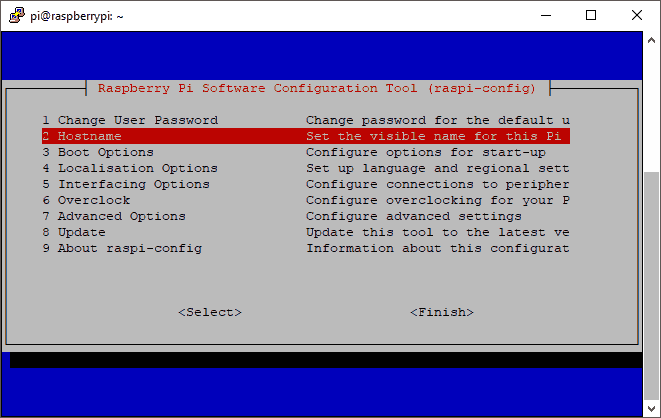 pi@raspberrypi: ~
Raspberry Pi Software Configuration Tool (raspi-config)
1 Change User Password Change password for the default u
2 Hostname Set the visible name for this Pi
3 Boot Options Configure options for start-up
4 Localisation Options Set up language and regional sett
5 Interfacing Options Configure connections to peripher
6 Overclock Configure overclocking for your P
7 Advanced Options Configure advanced settings
8 Update Update this tool to the latest ve
9 About raspi-config Information about this configurat
<Select> <Finish>